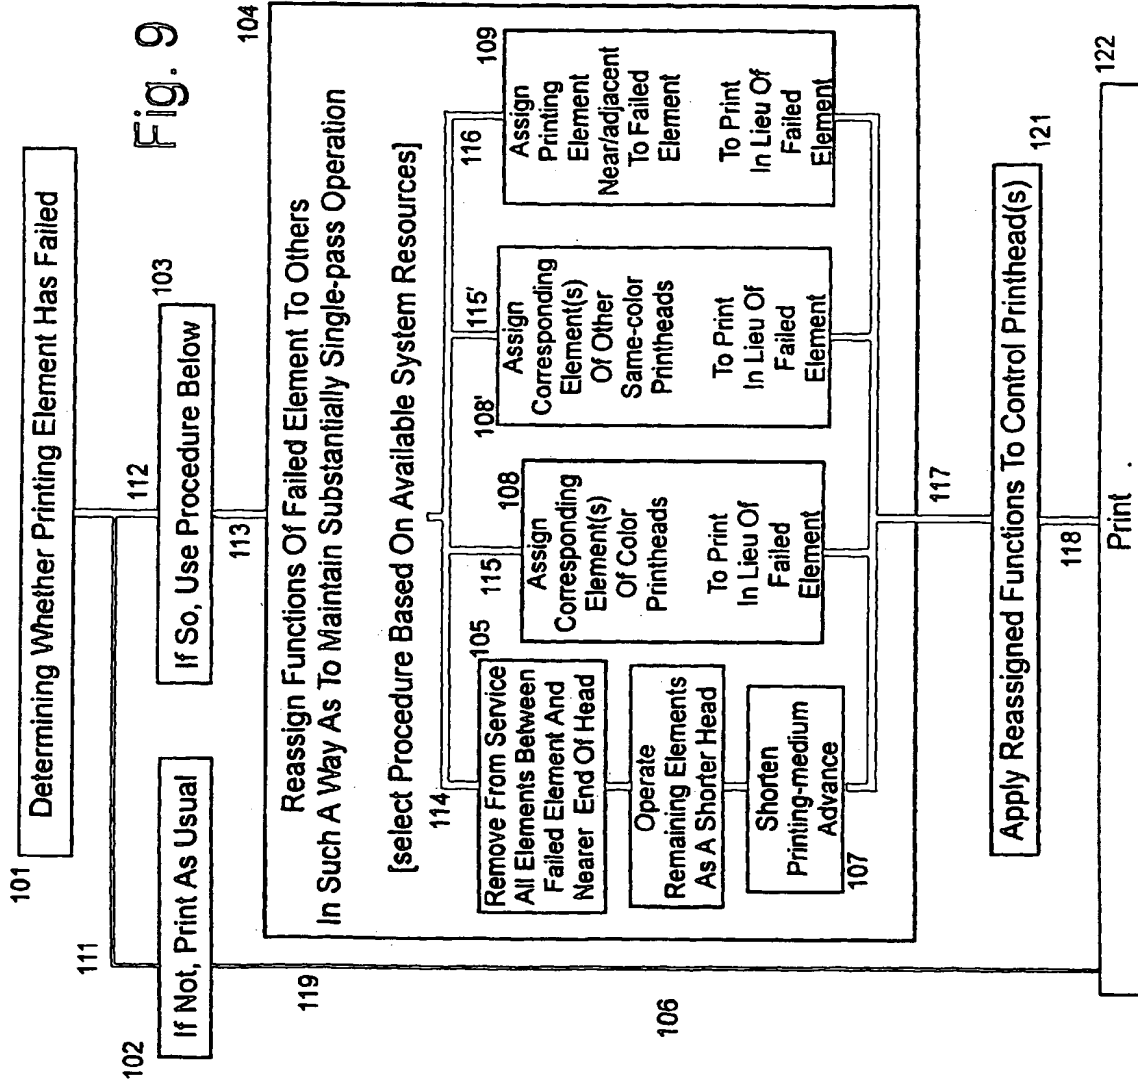 Fig. 9
101
Determining Whether Printing Element Has Failed
111
112
102
If Not, Print As Usual
103
If So, Use Procedure Below
119
113
104
Reassign Functions Of Failed Element To Others
In Such A Way As To Maintain Substantially Single-pass Operation
[select Procedure Based On Available System Resources]
114
115
115'
116
105
Remove From Service
All Elements Between
Failed Element And
Nearer End Of Head
Operate
Remaining Elements
As A Shorter Head
Shorten
Printing-medium
Advance
107
108
Assign
Corresponding
Element(s)
Of Color
Printheads
To Print
In Lieu Of
Failed
Element
108'
Assign
Corresponding
Element(s)
Of Other
Same-color
Printheads
To Print
In Lieu Of
Failed
Element
109
Assign
Printing
Element
Near/adjacent
To Failed
Element
To Print
In Lieu Of
Failed
Element
106
117
Apply Reassigned Functions To Control Printhead(s)
121
118
122
Print